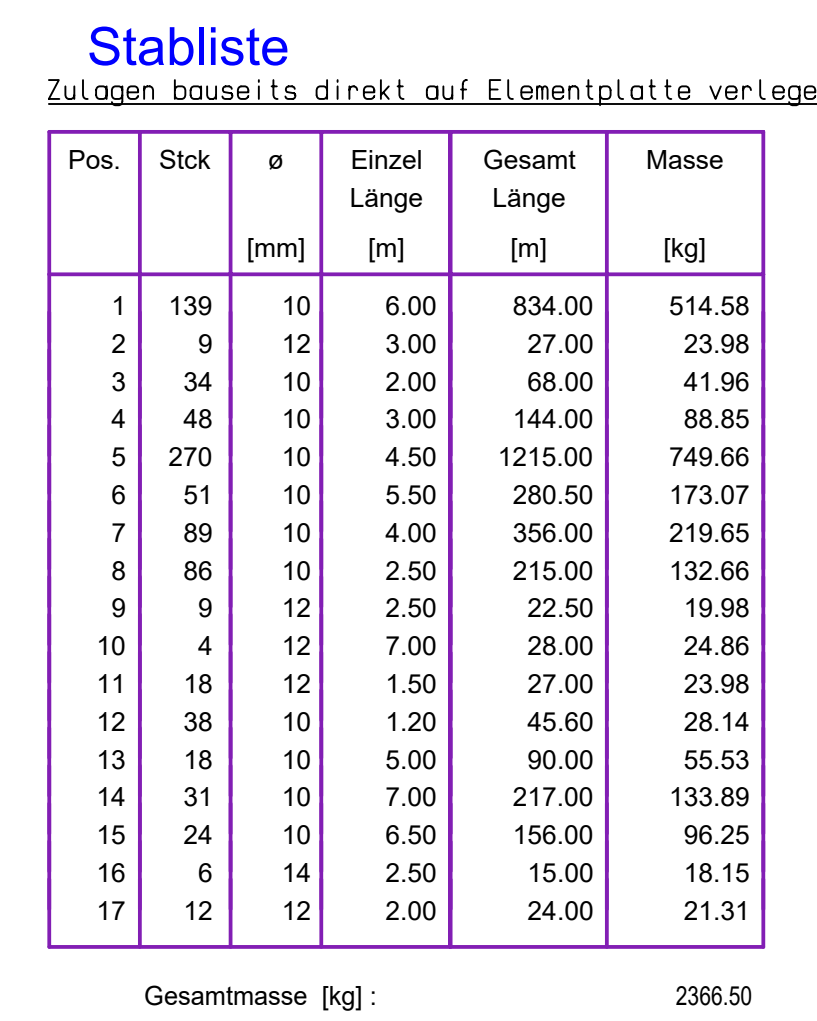 Stabliste
Zulagen bauseits direkt auf Elementplatte verlege
Pos. Stck ø Einzel Gesamt Masse
Länge Länge
[mm] [m] [m] [kg]
1 139 10 6.00 834.00 514.58
2 9 12 3.00 27.00 23.98
3 34 10 2.00 68.00 41.96
4 48 10 3.00 144.00 88.85
5 270 10 4.50 1215.00 749.66
6 51 10 5.50 280.50 173.07
7 89 10 4.00 356.00 219.65
8 86 10 2.50 215.00 132.66
9 9 12 2.50 22.50 19.98
10 4 12 7.00 28.00 24.86
11 18 12 1.50 27.00 23.98
12 38 10 1.20 45.60 28.14
13 18 10 5.00 90.00 55.53
14 31 10 7.00 217.00 133.89
15 24 10 6.50 156.00 96.25
16 6 14 2.50 15.00 18.15
17 12 12 2.00 24.00 21.31
Gesamtmasse [kg] : 2366.50